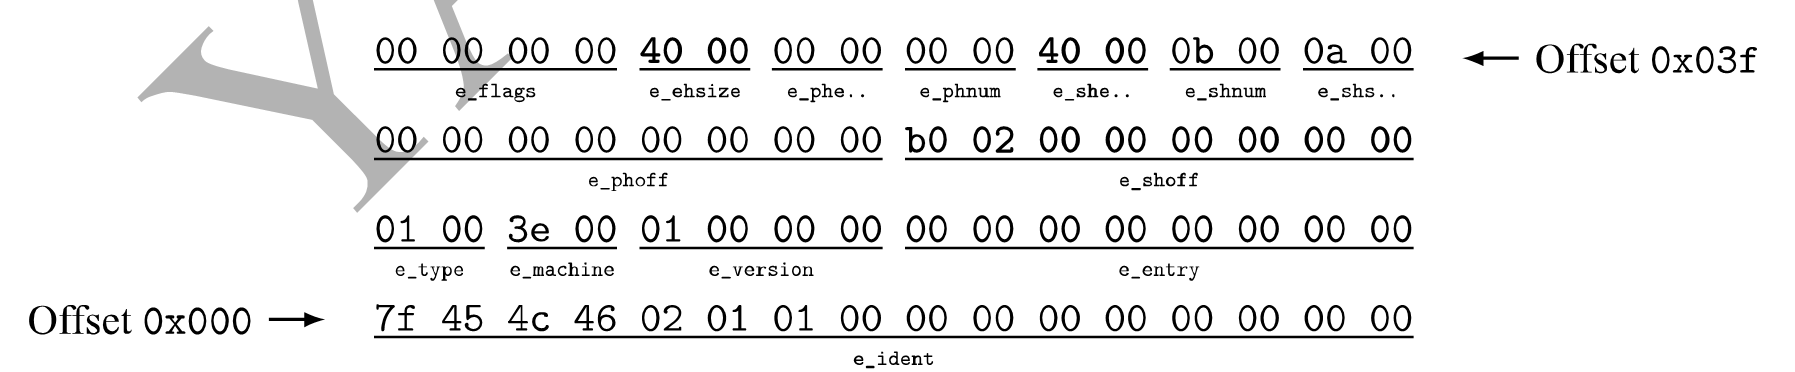 00 00 00 00 40 00 00 00 00 00 40 00 0b 00 0a 00 ← Offset 0x03f
e_flags e_ehsize e_phe.. e_phnum e_she.. e_shnum e_shs..
00 00 00 00 00 00 00 00 b0 02 00 00 00 00 00 00
e_phoff e_shoff
01 00 3e 00 01 00 00 00 00 00 00 00 00 00 00 00
e_type e_machine e_version e_entry
Offset 0x000 → 7f 45 4c 46 02 01 01 00 00 00 00 00 00 00 00 00
e_ident